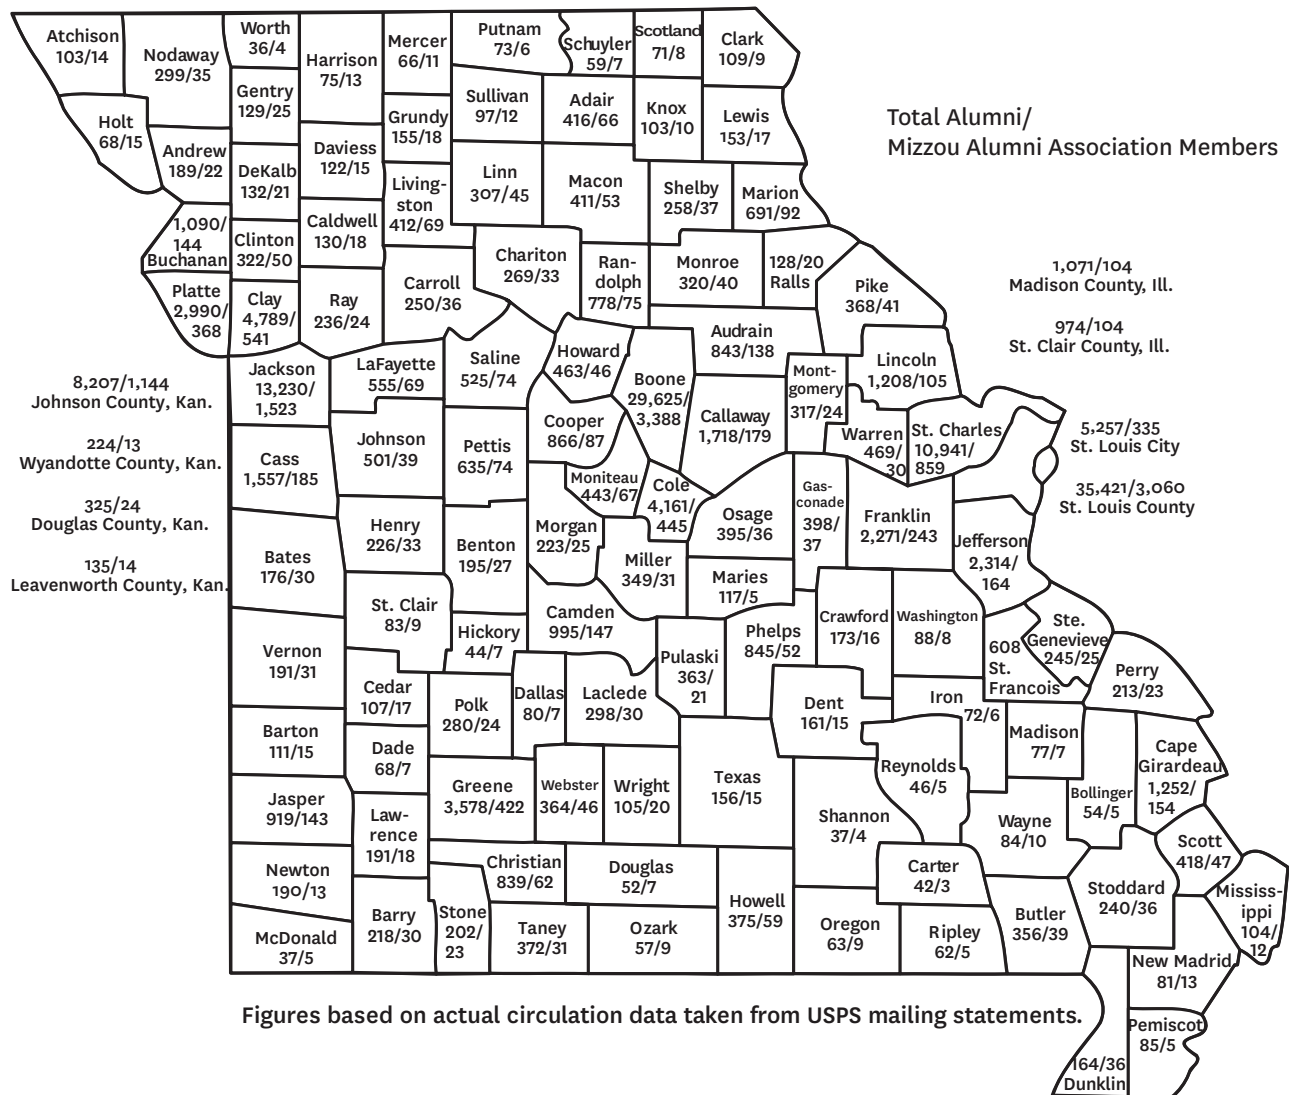 Atchison
103/14
Nodaway
299/35
Worth
36/4
Harrison
75/13
Mercer
66/11
Putnam
73/6
Schuyler
59/7
Scotland
71/8
Clark
109/9
Holt
68/15
Gentry
129/25
Andrew
189/22
DeKalb
132/21
Daviess
122/15
Grundy
155/18
Sullivan
97/12
Adair
416/66
Knox
103/10
Lewis
153/17
Total Alumni/
Mizzou Alumni Association Members
Living-
ston
412/69
Linn
307/45
Macon
411/53
Shelby
258/37
Marion
691/92
1,090/
144
Buchanan
Clinton
322/50
Caldwell
130/18
Chariton
269/33
Ran-
dolph
778/75
Monroe
320/40
128/20
Ralls
Pike
368/41
Platte
2,990/
368
Clay
4,789/
541
Ray
236/24
Carroll
250/36
1,071/104
Madison County, Ill.
974/104
St. Clair County, Ill.
Jackson
13,230/
1,523
LaFayette
555/69
Saline
525/74
Howard
463/46
Boone
29,625/
3,388
Audrain
843/138
Mont-
gomery
317/24
Lincoln
1,208/105
8,207/1,144
Johnson County, Kan.
224/13
Wyandotte County, Kan.
325/24
Douglas County, Kan.
135/14
Leavenworth County, Kan.
Cass
1,557/185
Johnson
501/39
Pettis
635/74
Cooper
866/87
Moniteau
443/67
Callaway
1,718/179
Cole
4,161/
445
Warren
469/
30
St. Charles
10,941/
859
5,257/335
St. Louis City
35,421/3,060
St. Louis County
Bates
176/30
Henry
226/33
Benton
195/27
Morgan
223/25
Miller
349/31
Osage
395/36
Gas-
conade
398/
37
Franklin
2,271/243
Jefferson
2,314/
164
Maries
117/5
St. Clair
83/9
Hickory
44/7
Camden
995/147
Pulaski
363/
21
Phelps
845/52
Crawford
173/16
Washington
88/8
608
St.
Francois
Ste.
Genevieve
245/25
Perry
213/23
Vernon
191/31
Cedar
107/17
Polk
280/24
Dallas
80/7
Laclede
298/30
Dent
161/15
Iron
72/6
Madison
77/7
Barton
111/15
Dade
68/7
Greene
3,578/422
Webster
364/46
Wright
105/20
Texas
156/15
Reynolds
46/5
Bollinger
54/5
Cape
Girardeau
1,252/
154
Jasper
919/143
Law-
rence
191/18
Shannon
37/4
Wayne
84/10
Scott
418/47
Newton
190/13
Christian
839/62
Douglas
52/7
Howell
375/59
Carter
42/3
Stoddard
240/36
Mississ-
ippi
104/
12
McDonald
37/5
Barry
218/30
Stone
202/
23
Taney
372/31
Ozark
57/9
Oregon
63/9
Ripley
62/5
Butler
356/39
New Madrid
81/13
Pemiscot
85/5
164/36
Dunklin
Figures based on actual circulation data taken from USPS mailing statements.